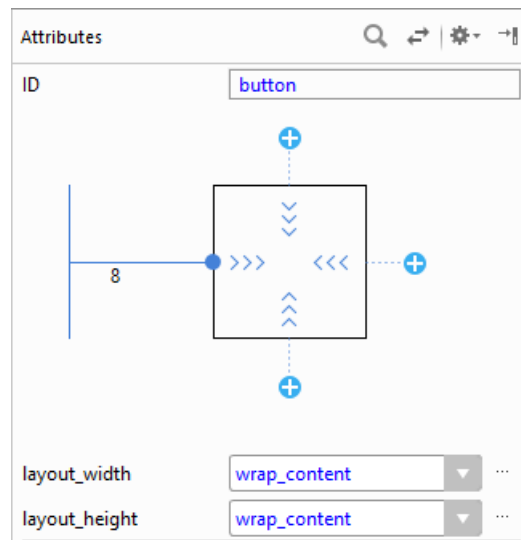 Attributes
ID button
8
layout_width wrap_content ...
layout_height wrap_content ...